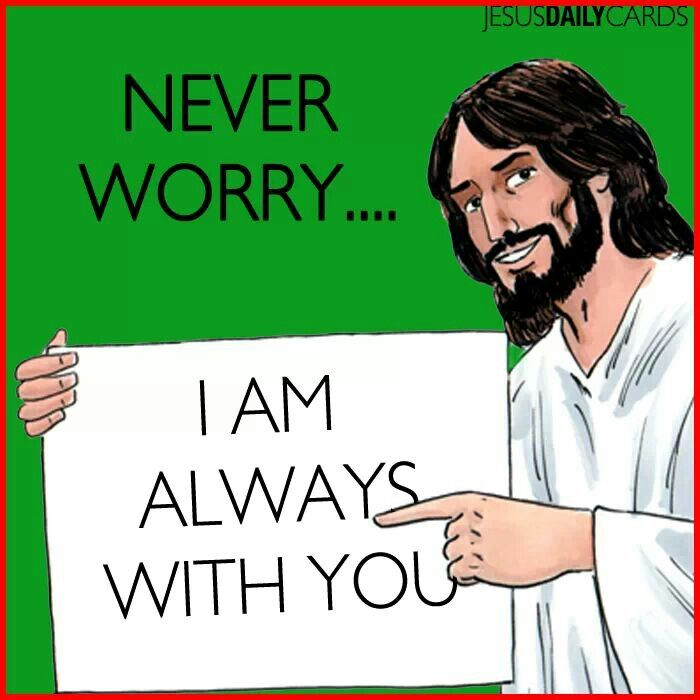 JESUSDAILYCARDS
NEVER
WORRY....
I AM
ALWAYS
WITH YOU